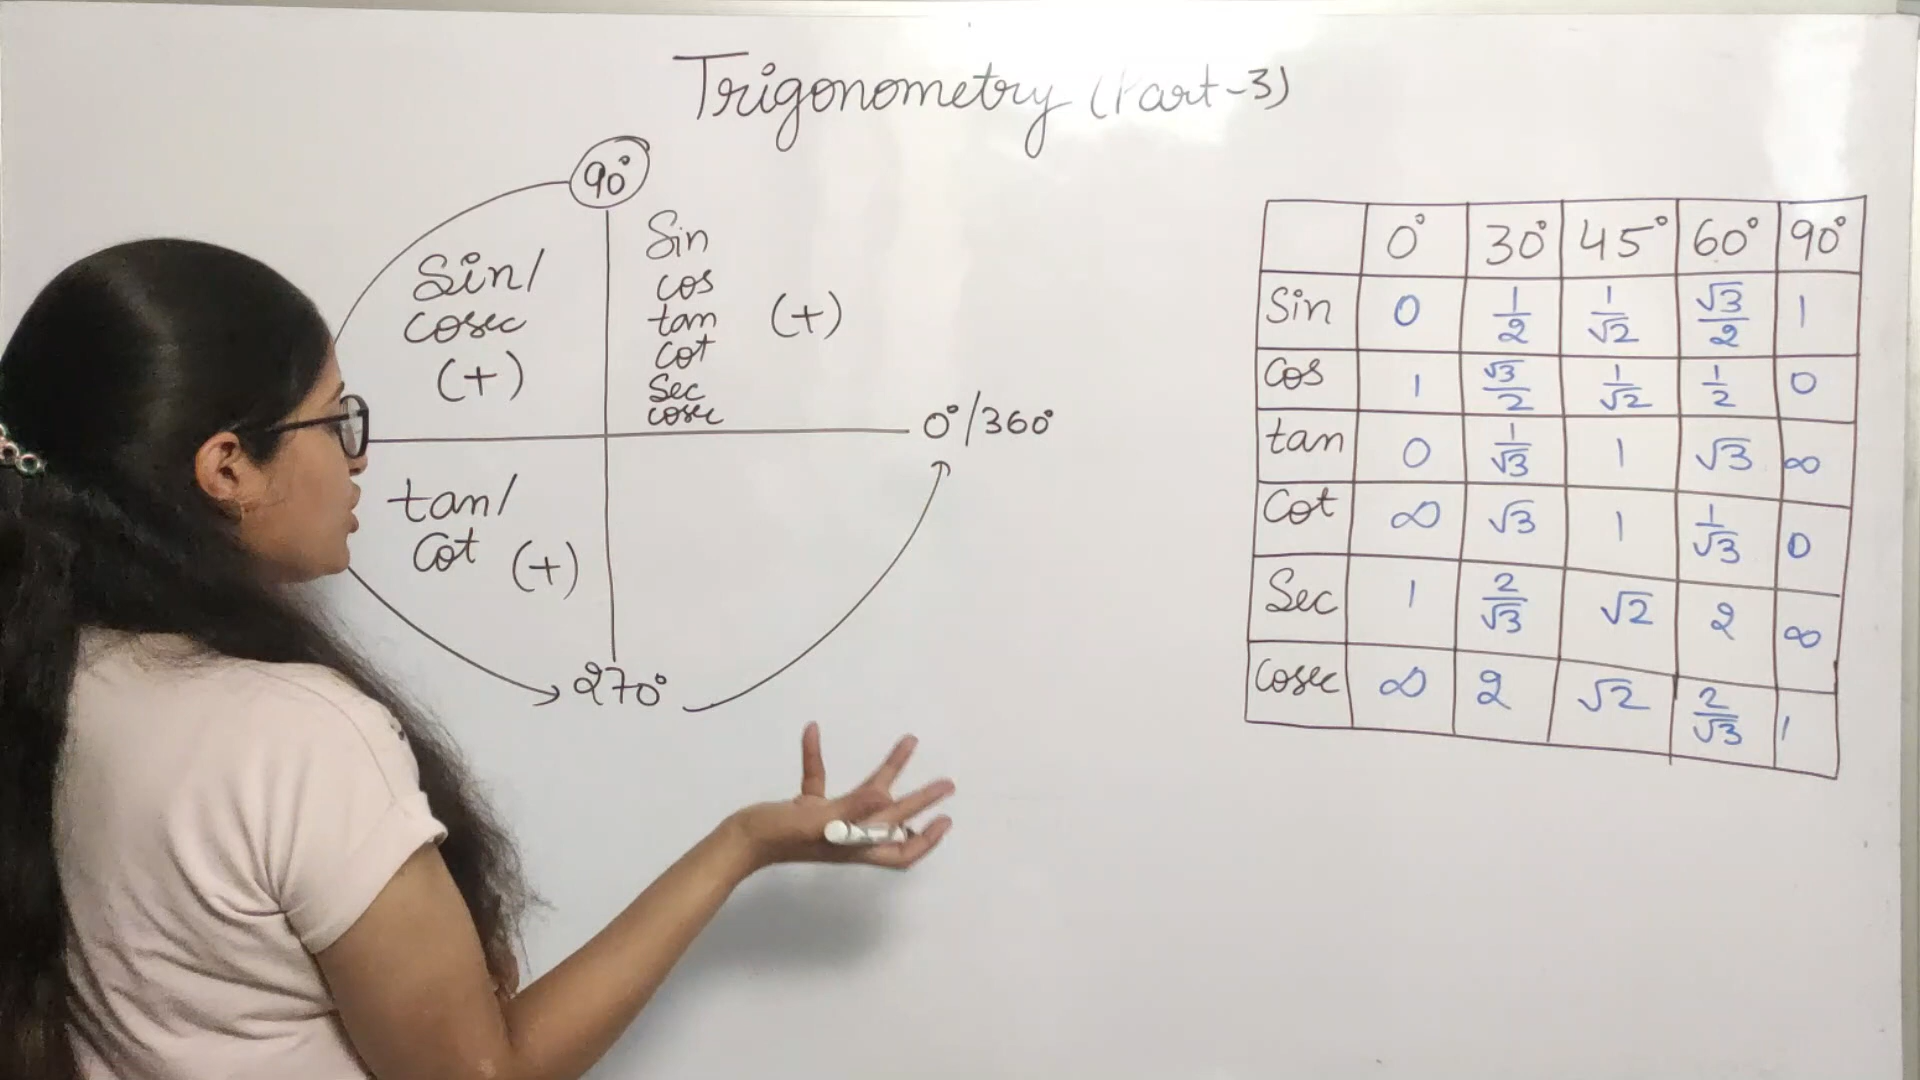 Trigonometry (Part-3)
90°
Sin/
cosec
(+)
Sin
cos
tan (+)
cot
Sec
cosec
0°/360°
tan/
Cot (+)
270°
0° 30° 45° 60° 90°
Sin 0 1/2 1/√2 √3/2 1
Cos 1 √3/2 1/√2 1/2 0
tan 0 1/√3 1 √3 ∞
Cot ∞ √3 1 1/√3 0
Sec 1 2/√3 √2 2 ∞
Cosec ∞ 2 √2 2/√3 1